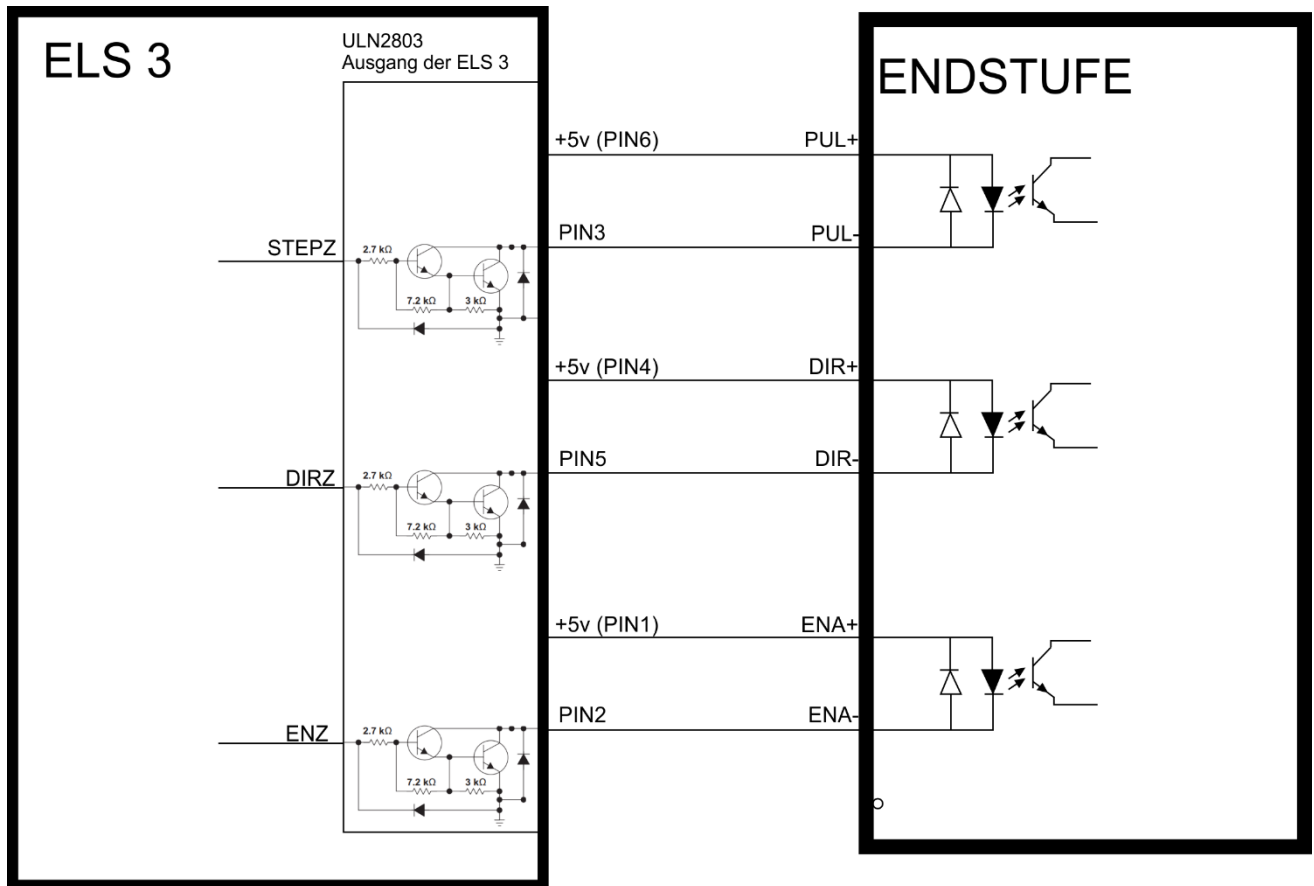 ELS 3
ULN2803
Ausgang der ELS 3
ENDSTUFE
+5v (PIN6)
PUL+
PIN3
PUL-
STEPZ
2.7 kΩ
7.2 kΩ
3 kΩ
+5v (PIN4)
DIR+
PIN5
DIR-
DIRZ
2.7 kΩ
7.2 kΩ
3 kΩ
+5v (PIN1)
ENA+
PIN2
ENA-
ENZ
2.7 kΩ
7.2 kΩ
3 kΩ